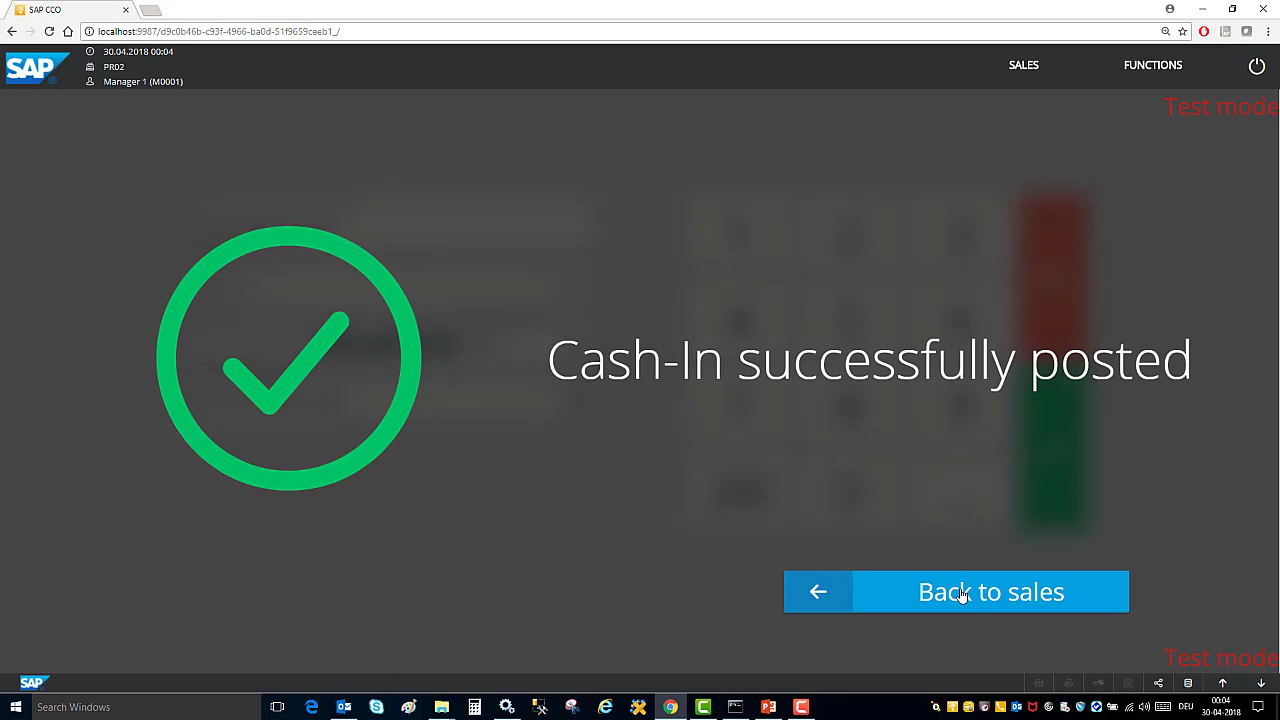 SAP CCO
localhost:9987/d9c0b46b-c93f-4966-ba0d-51f9659ceeb1_/
SAP
30.04.2018 00:04
PR02
Manager 1 (M0001)
SALES
FUNCTIONS
Test mode
Cash-In successfully posted
Back to sales
Test mode
SAP
Search Windows
DEU
00:04
30-04-2018